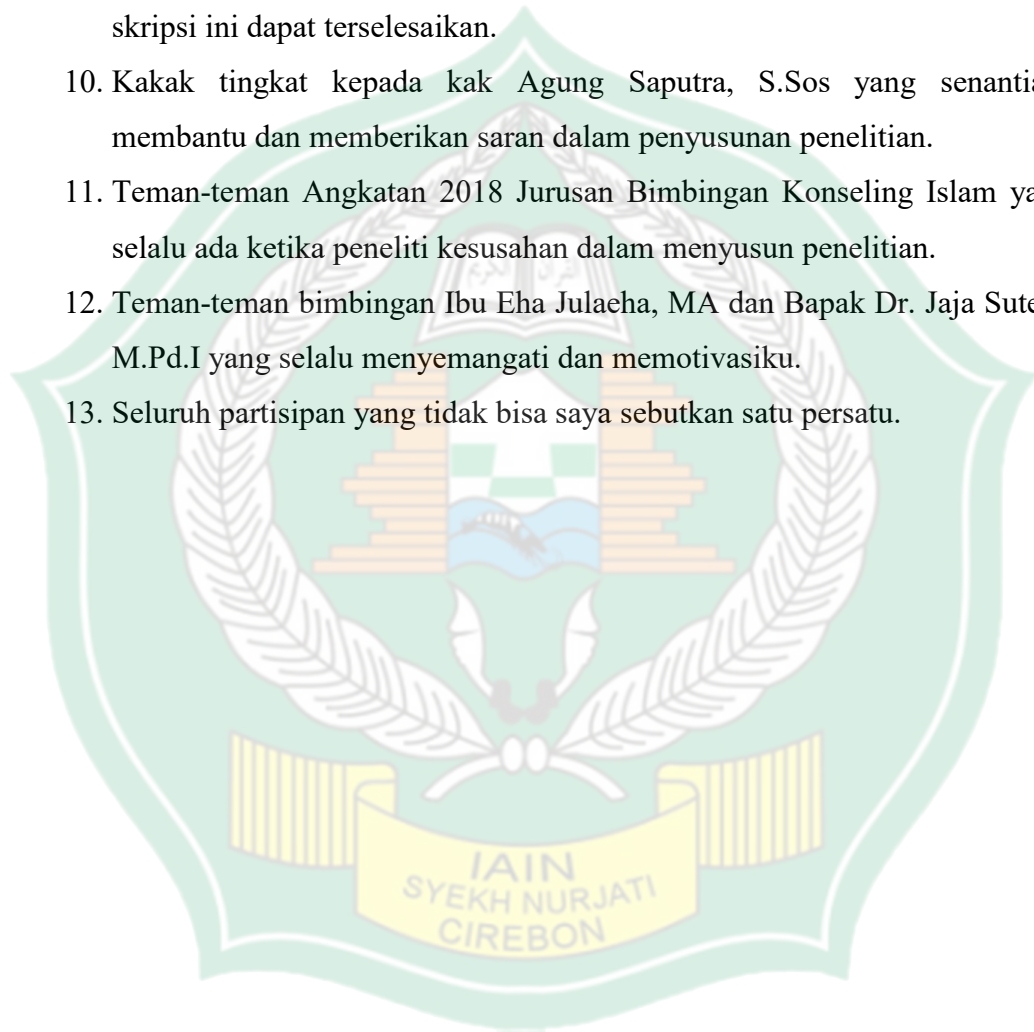 skripsi ini dapat terselesaikan.
10. Kakak tingkat kepada kak Agung Saputra, S.Sos yang
membantu dan memberikan saran dalam penyusunan penelitian.
11. Teman-teman Angkatan 2018 Jurusan Bimbingan Konseling Islam
selalu ada ketika peneliti kesusahan dalam menyusun penelitian.
12. Teman-teman bimbingan Ibu Eha Julaeha, MA dan Bapak Dr. Jaja
M.Pd.I yang selalu menyemangati dan memotivasiku.
13. Seluruh partisipan yang tidak bisa saya sebutkan satu persatu.
IAIN
SYEKH NURJATI
CIREBON